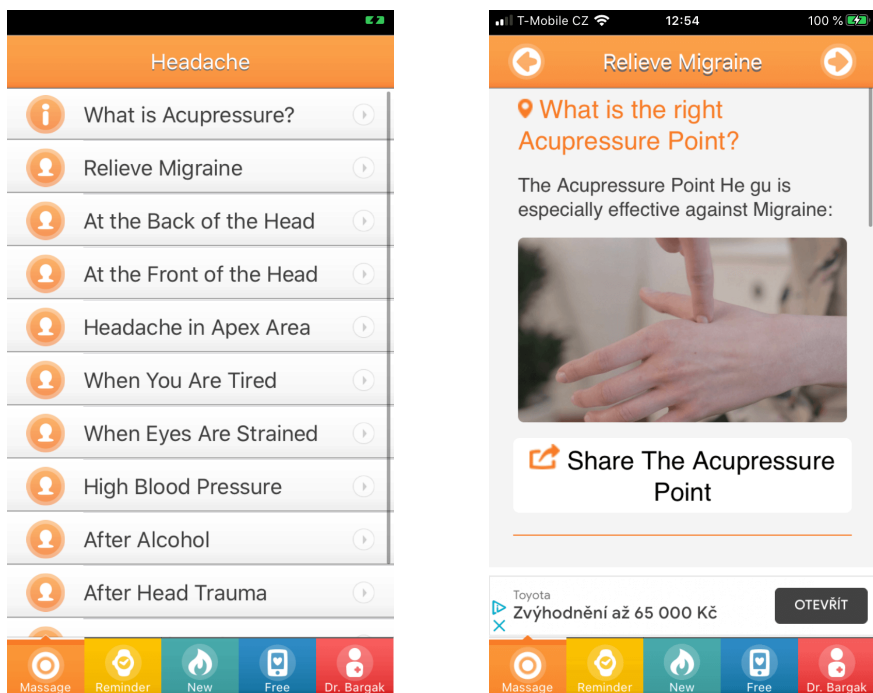 Headache
What is Acupressure?
Relieve Migraine
At the Back of the Head
At the Front of the Head
Headache in Apex Area
When You Are Tired
When Eyes Are Strained
High Blood Pressure
After Alcohol
After Head Trauma
Massage
Reminder
New
Free
Dr. Bargak
T-Mobile CZ
12:54
100 %
Relieve Migraine
What is the right
Acupressure Point?
The Acupressure Point He gu is
especially effective against Migraine:
Share The Acupressure
Point
Toyota
Zvýhodnění až 65 000 Kč
OTEVŘÍT
Massage
Reminder
New
Free
Dr. Bargak